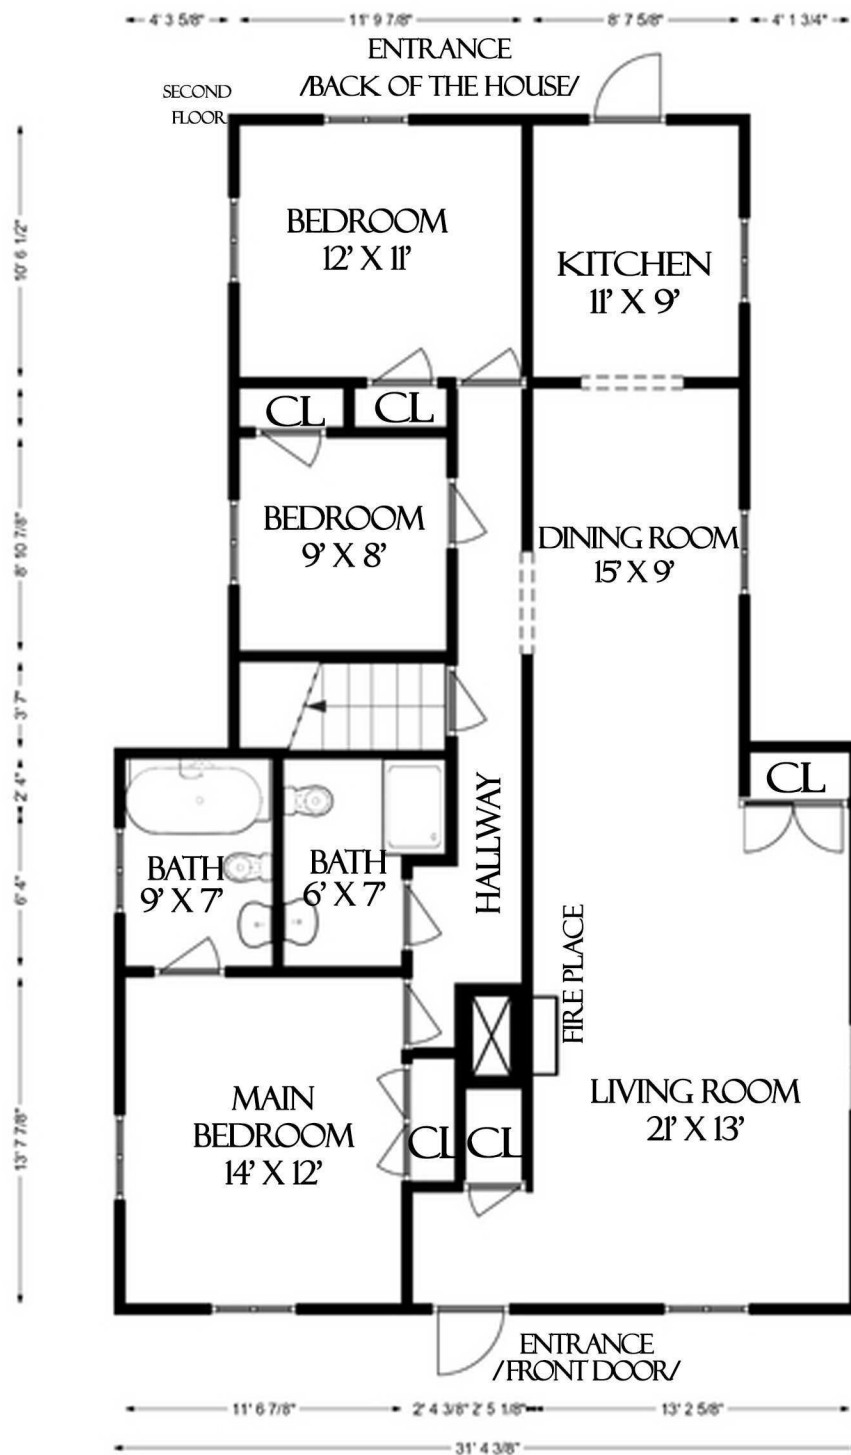 4' 3 5/8"
11' 9 7/8"
8' 7 5/8"
4' 1 3/4"
ENTRANCE
/BACK OF THE HOUSE/
SECOND
FLOOR
10' 6 1/2"
BEDROOM
12' X 11'
KITCHEN
11' X 9'
CL
CL
8' 10 7/8"
BEDROOM
9' X 8'
DINING ROOM
15' X 9'
3' 7"
2' 4"
CL
HALLWAY
6' 4"
BATH
9' X 7'
BATH
6' X 7'
FIRE PLACE
13' 7 7/8"
MAIN
BEDROOM
14' X 12'
CL
CL
LIVING ROOM
21' X 13'
ENTRANCE
/FRONT DOOR/
11' 6 7/8"
2' 4 3/8"
2' 5 1/8"
13' 2 5/8"
31' 4 3/8"